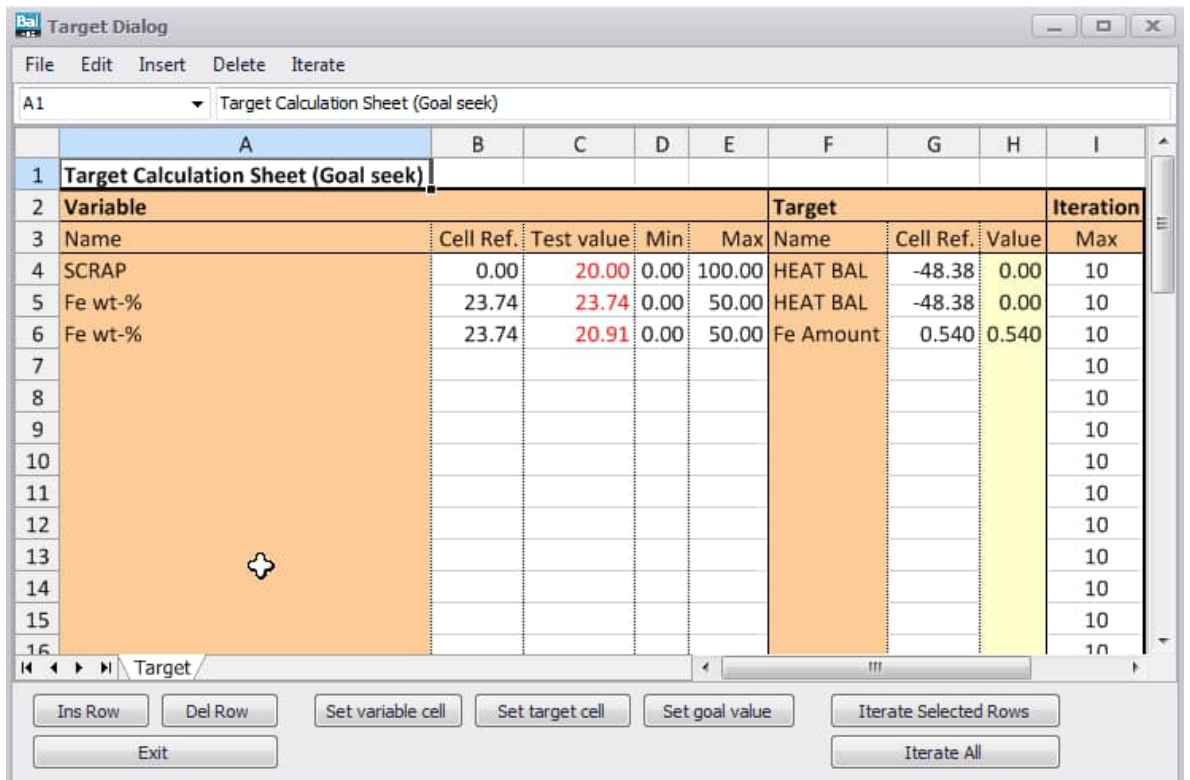 Bal Target Dialog
File Edit Insert Delete Iterate
A1 Target Calculation Sheet (Goal seek)
A B C D E F G H I
1 Target Calculation Sheet (Goal seek)
2 Variable Target Iteration
3 Name Cell Ref. Test value Min Max Name Cell Ref. Value Max
4 SCRAP 0.00 20.00 0.00 100.00 HEAT BAL -48.38 0.00 10
5 Fe wt-% 23.74 23.74 0.00 50.00 HEAT BAL -48.38 0.00 10
6 Fe wt-% 23.74 20.91 0.00 50.00 Fe Amount 0.540 0.540 10
7 10
8 10
9 10
10 10
11 10
12 10
13 10
14 10
15 10
16 10
Target
Ins Row Del Row Set variable cell Set target cell Set goal value Iterate Selected Rows
Exit Iterate All